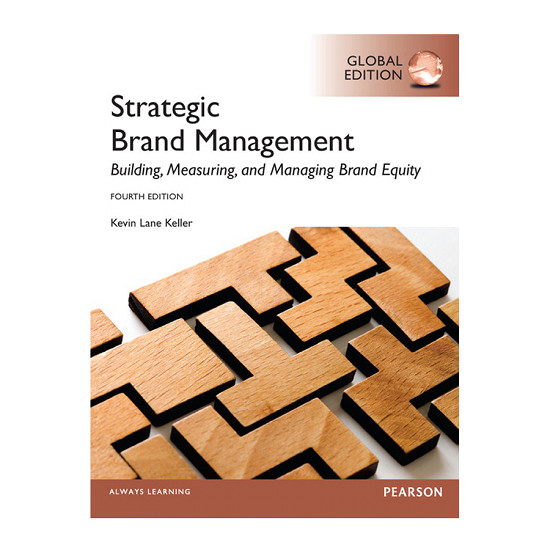 GLOBAL
EDITION
Strategic
Brand Management
Building, Measuring, and Managing Brand Equity
FOURTH EDITION
Kevin Lane Keller
ALWAYS LEARNING
PEARSON